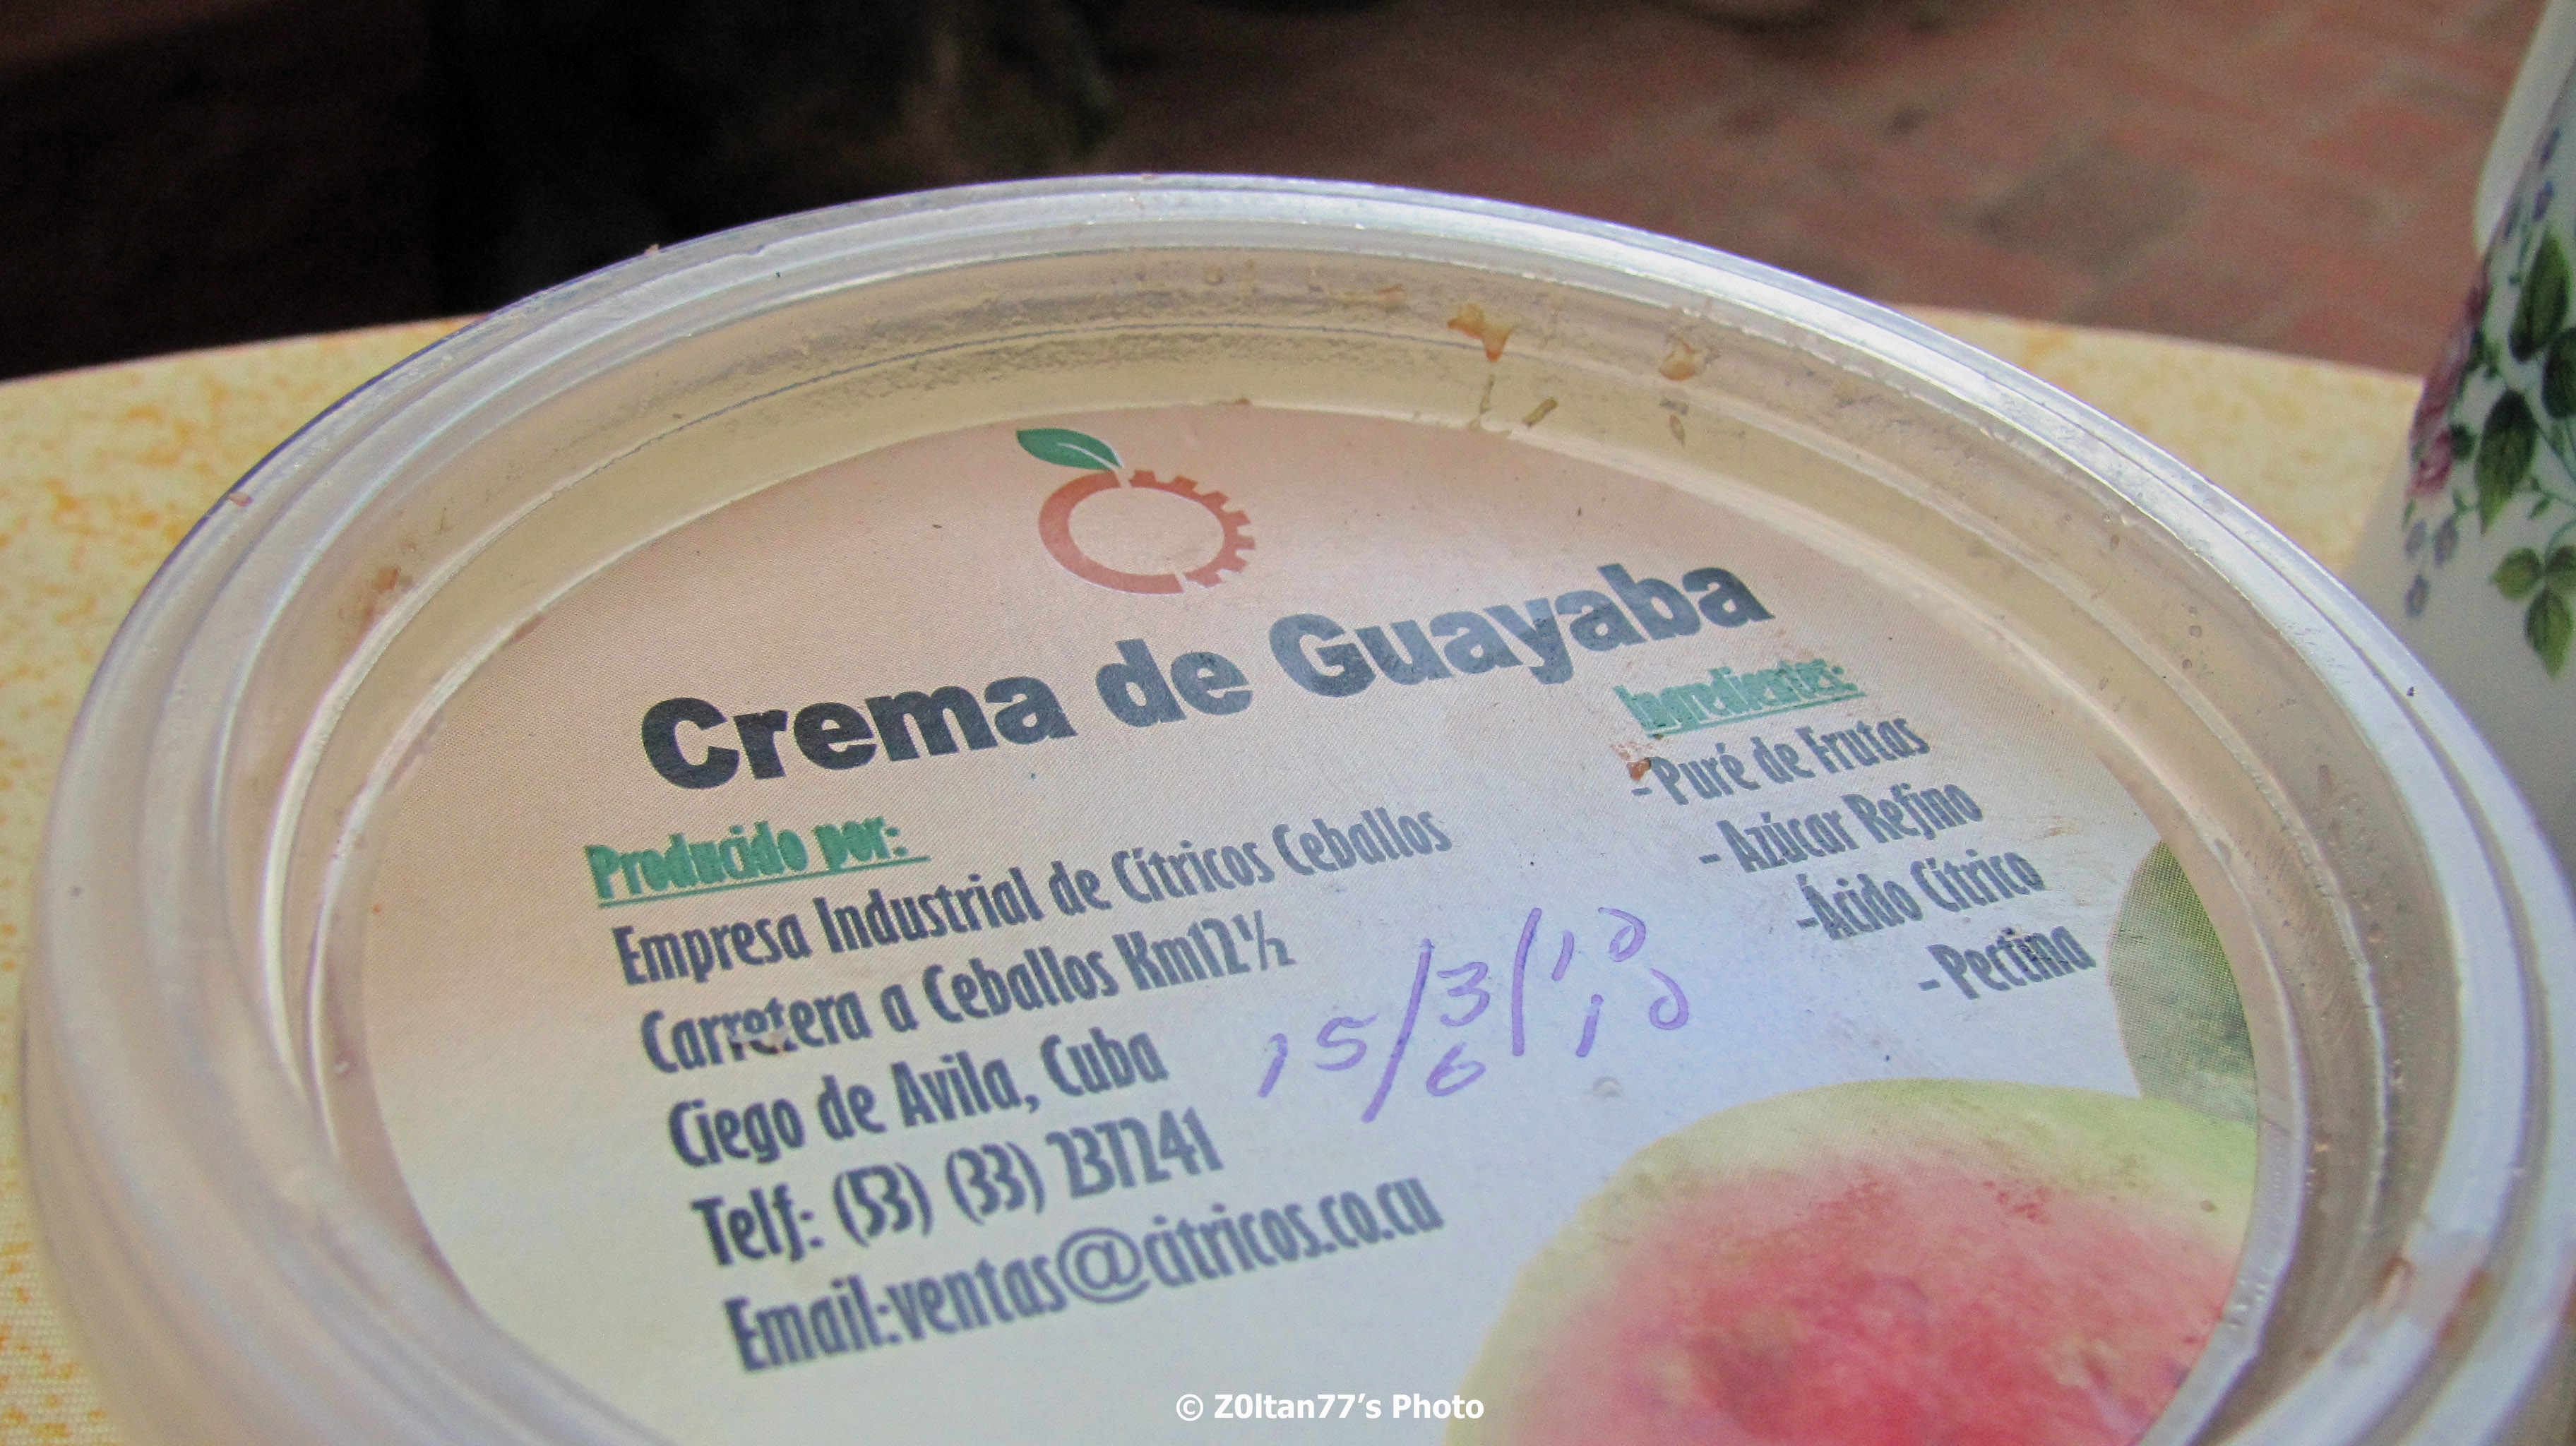 Crema de Guayaba
Producido por:
Empresa Industrial de Cítricos Ceballos
Carretera a Ceballos Km12½
Ciego de Avila, Cuba
Telf: (53) (33) 237241
Email:ventas@citricos.co.cu
Ingredientes:
- Puré de Frutas
- Azúcar Refino
-Ácido Cítrico
- Pectina
15/3/10
6/10
© Z0ltan77’s Photo